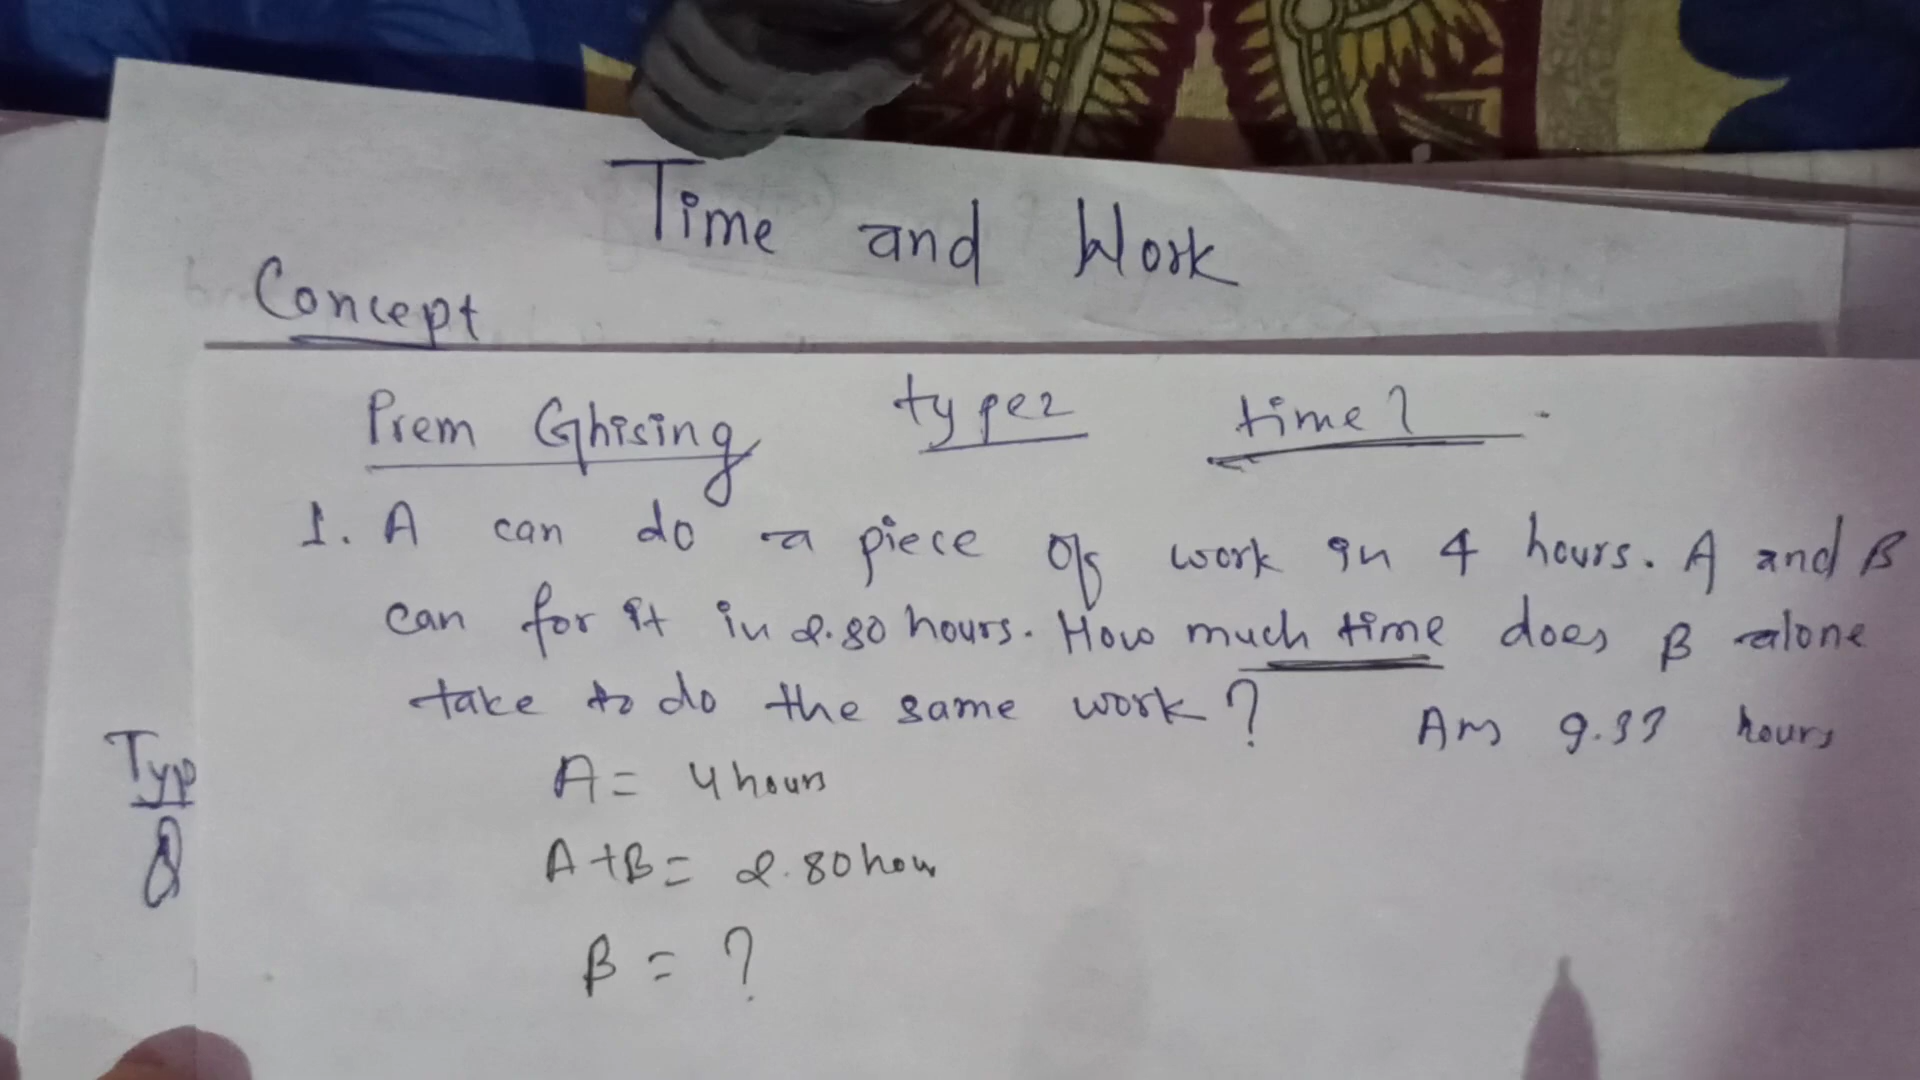 Time and Work
Concept
Prem Ghising type2 time?
1. A can do a piece of work in 4 hours. A and B
can for it in 2.80 hours. How much time does B alone
take to do the same work? Ans 9.33 hours
Typ
A = 4 hours
A+B = 2.80 hou
B = ?